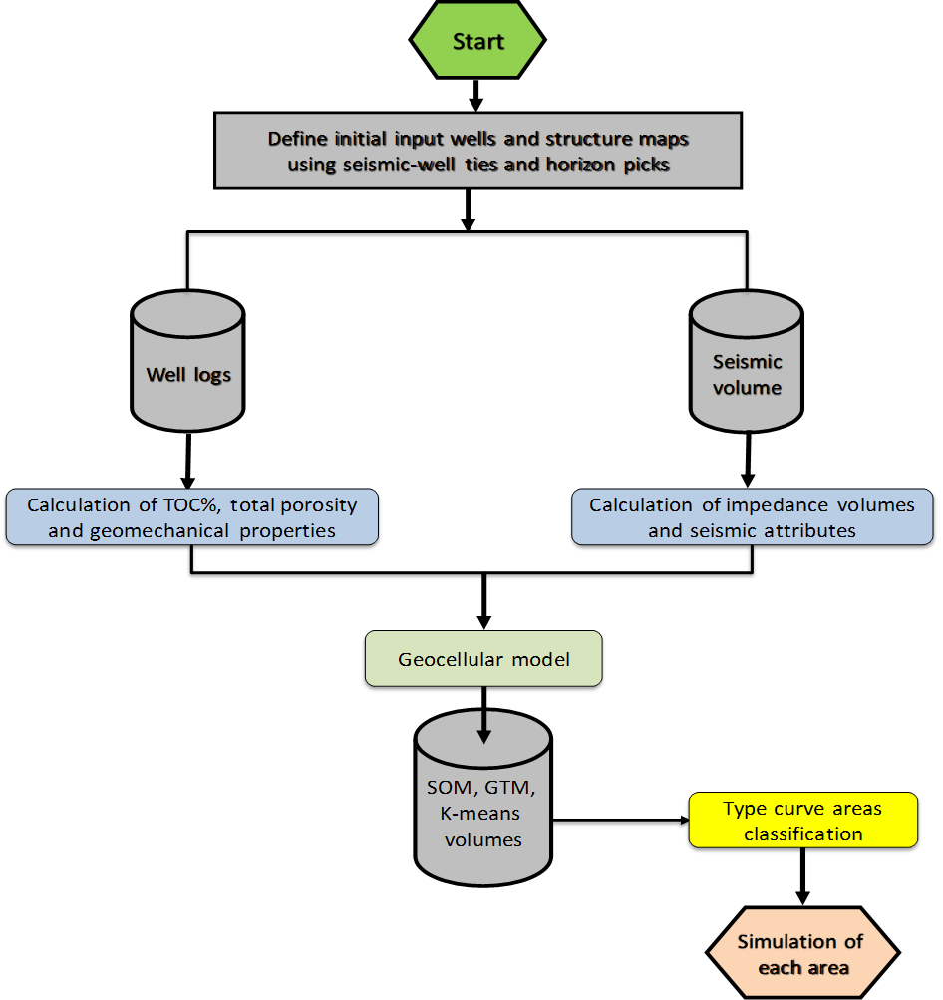 Start
Define initial input wells and structure maps
using seismic-well ties and horizon picks
Well logs
Seismic
volume
Calculation of TOC%, total porosity
and geomechanical properties
Calculation of impedance volumes
and seismic attributes
Geocellular model
SOM, GTM,
K-means
volumes
Type curve areas
classification
Simulation of
each area